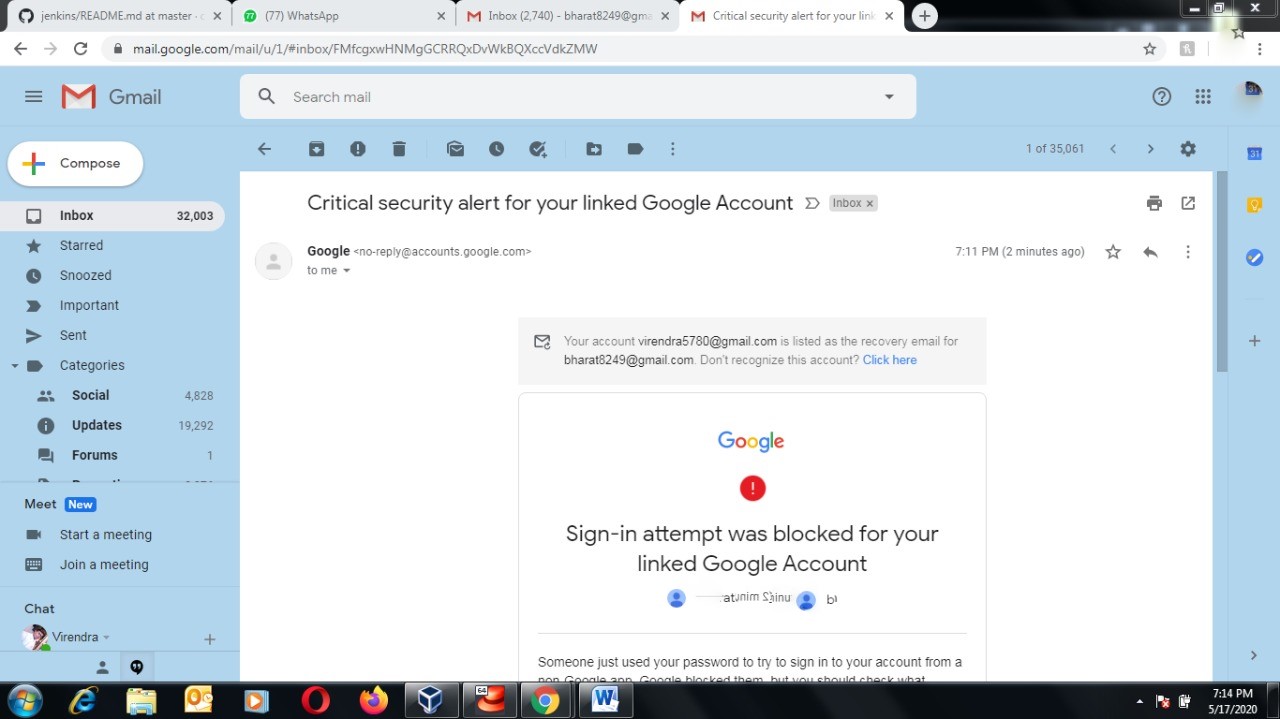 jenkins/README.md at master ·
(77) WhatsApp
Inbox (2,740) - bharat8249@gma
Critical security alert for your link
mail.google.com/mail/u/1/#inbox/FMfcgxwHNMgGCRRQxDvWkBQXccVdkZMW
Gmail
Search mail
Compose
1 of 35,061
Inbox 32,003
Starred
Snoozed
Important
Sent
Categories
Social 4,828
Updates 19,292
Forums 1
Meet New
Start a meeting
Join a meeting
Chat
Virendra
Critical security alert for your linked Google Account
Inbox x
Google <no-reply@accounts.google.com>
7:11 PM (2 minutes ago)
to me
Your account virendra5780@gmail.com is listed as the recovery email for
bharat8249@gmail.com. Don't recognize this account? Click here
Google
Sign-in attempt was blocked for your
linked Google Account
Someone just used your password to try to sign in to your account from a
non-Google app. Google blocked them, but you should check what
31
31
64
7:14 PM
5/17/2020